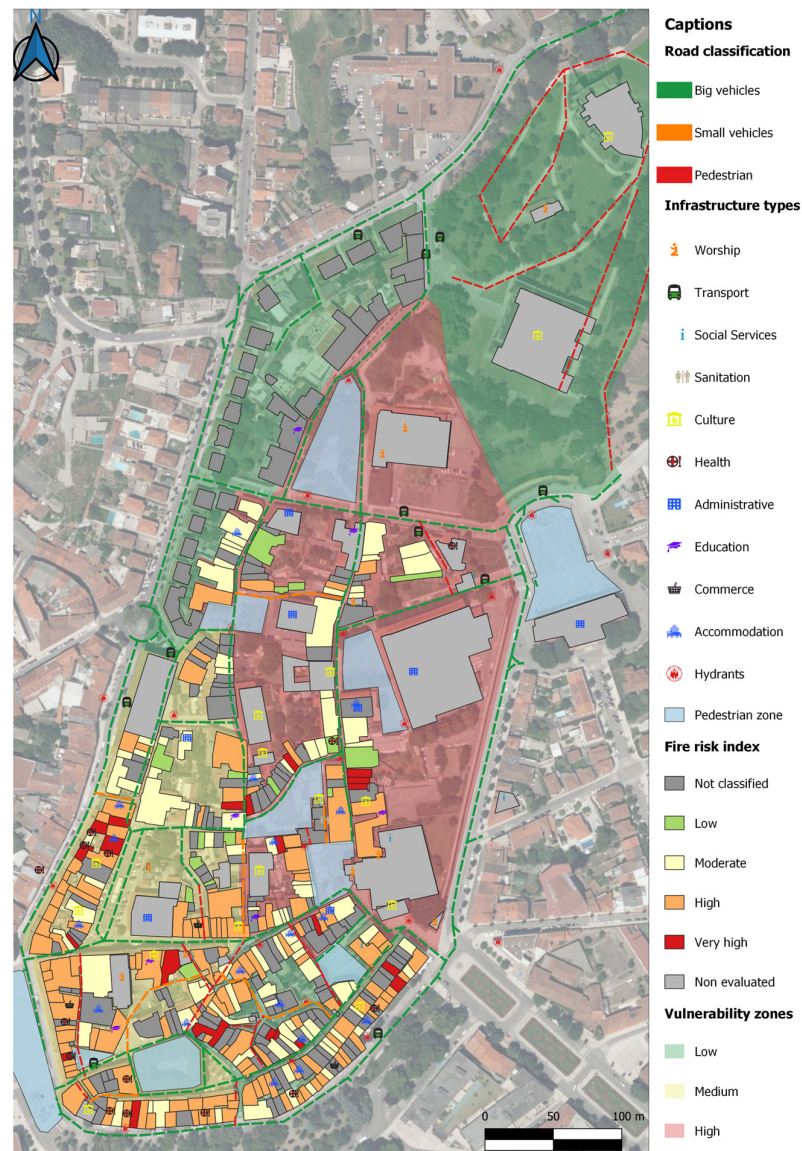 N
Captions
Road classification
Big vehicles
Small vehicles
Pedestrian
Infrastructure types
Worship
Transport
Social Services
Sanitation
Culture
Health
Administrative
Education
Commerce
Accommodation
Hydrants
Pedestrian zone
Fire risk index
Not classified
Low
Moderate
High
Very high
Non evaluated
Vulnerability zones
Low
Medium
High
0 50 100 m